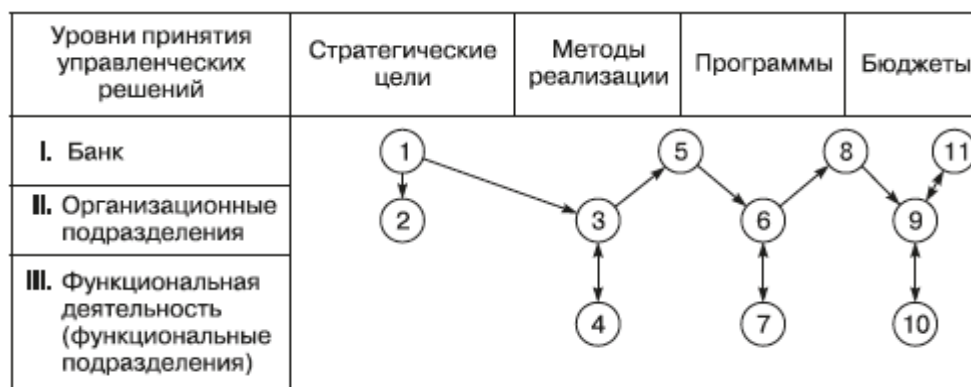 Уровни принятия
управленческих
решений
Стратегические
цели
Методы
реализации
Программы
Бюджеты
I. Банк
1
5
8
11
II. Организационные
подразделения
2
3
6
9
III. Функциональная
деятельность
(функциональные
подразделения)
4
7
10